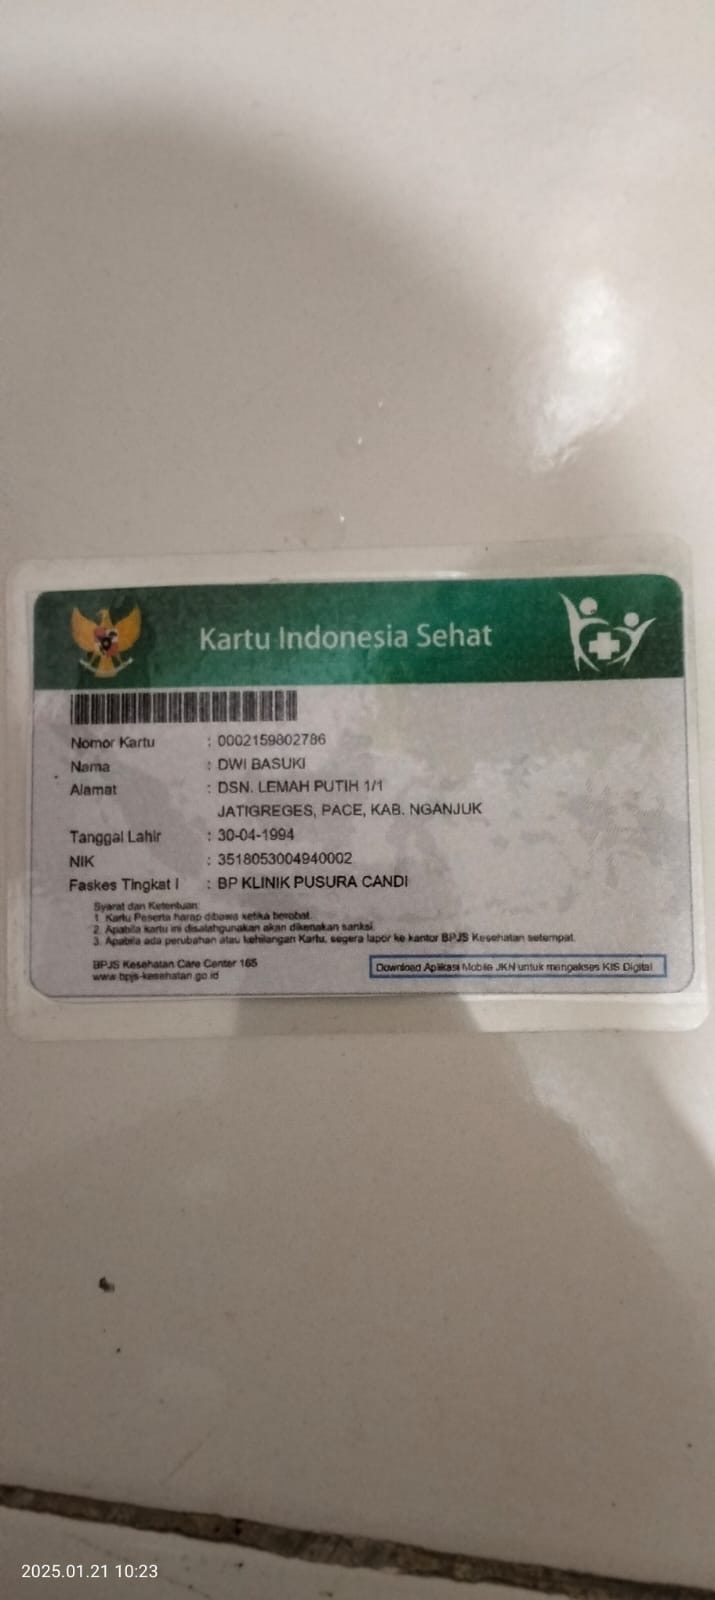 Kartu Indonesia Sehat
Nomor Kartu : 0002159802786
Nama : DWI BASUKI
Alamat : DSN. LEMAH PUTIH 1/1
JATIGREGES, PACE, KAB. NGANJUK
Tanggal Lahir : 30-04-1994
NIK : 3518053004940002
Faskes Tingkat I : BP KLINIK PUSURA CANDI
Syarat dan Ketentuan:
1. Kartu Peserta harap dibawa ketika berobat.
2. Apabila kartu ini disalahgunakan akan dikenakan sanksi.
3. Apabila ada perubahan atau kehilangan Kartu, segera lapor ke kantor BPJS Kesehatan setempat.
BPJS Kesehatan Care Center 165
www.bpjs-kesehatan.go.id
Download Aplikasi Mobile JKN untuk mengakses KIS Digital
2025.01.21 10:23